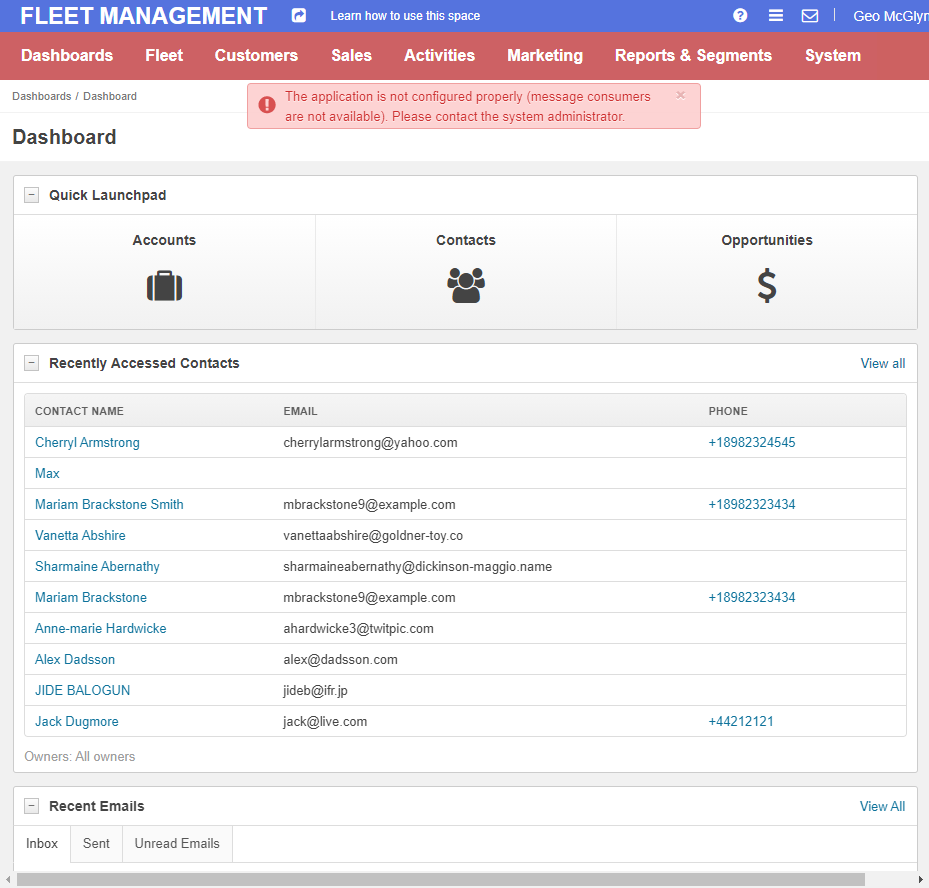 FLEET MANAGEMENT
Learn how to use this space
Geo McGlyn
Dashboards Fleet Customers Sales Activities Marketing Reports & Segments System
Dashboards / Dashboard
The application is not configured properly (message consumers
are not available). Please contact the system administrator.
×
Dashboard
Quick Launchpad
Accounts Contacts Opportunities
Recently Accessed Contacts View all
CONTACT NAME EMAIL PHONE
Cherryl Armstrong cherrylarmstrong@yahoo.com +18982324545
Max
Mariam Brackstone Smith mbrackstone9@example.com +18982323434
Vanetta Abshire vanettaabshire@goldner-toy.co
Sharmaine Abernathy sharmaineabernathy@dickinson-maggio.name
Mariam Brackstone mbrackstone9@example.com +18982323434
Anne-marie Hardwicke ahardwicke3@twitpic.com
Alex Dadsson alex@dadsson.com
JIDE BALOGUN jideb@ifr.jp
Jack Dugmore jack@live.com +44212121
Owners: All owners
Recent Emails View All
Inbox Sent Unread Emails